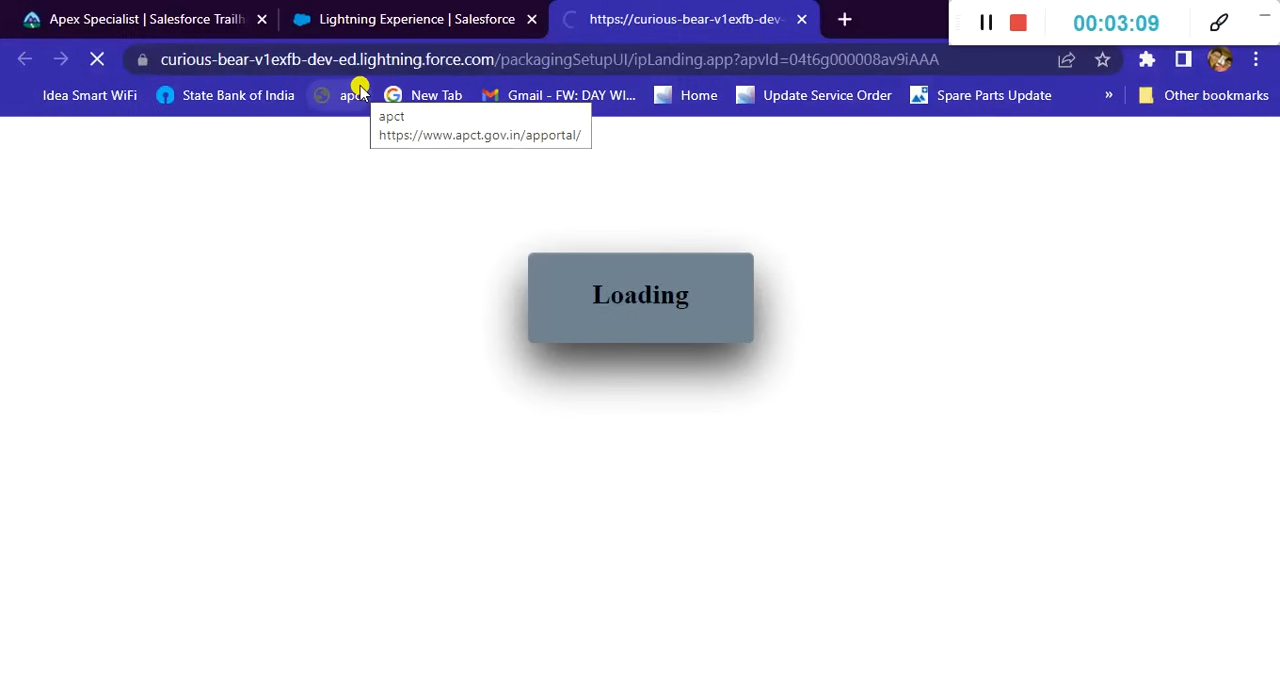 Apex Specialist | Salesforce Trailh
Lightning Experience | Salesforce
https://curious-bear-v1exfb-dev-
00:03:09
curious-bear-v1exfb-dev-ed.lightning.force.com/packagingSetupUI/ipLanding.app?apvId=04t6g000008av9iAAA
Idea Smart WiFi
State Bank of India
New Tab
Gmail - FW: DAY WI...
Home
Update Service Order
Spare Parts Update
»
Other bookmarks
apct
https://www.apct.gov.in/apportal/
Loading